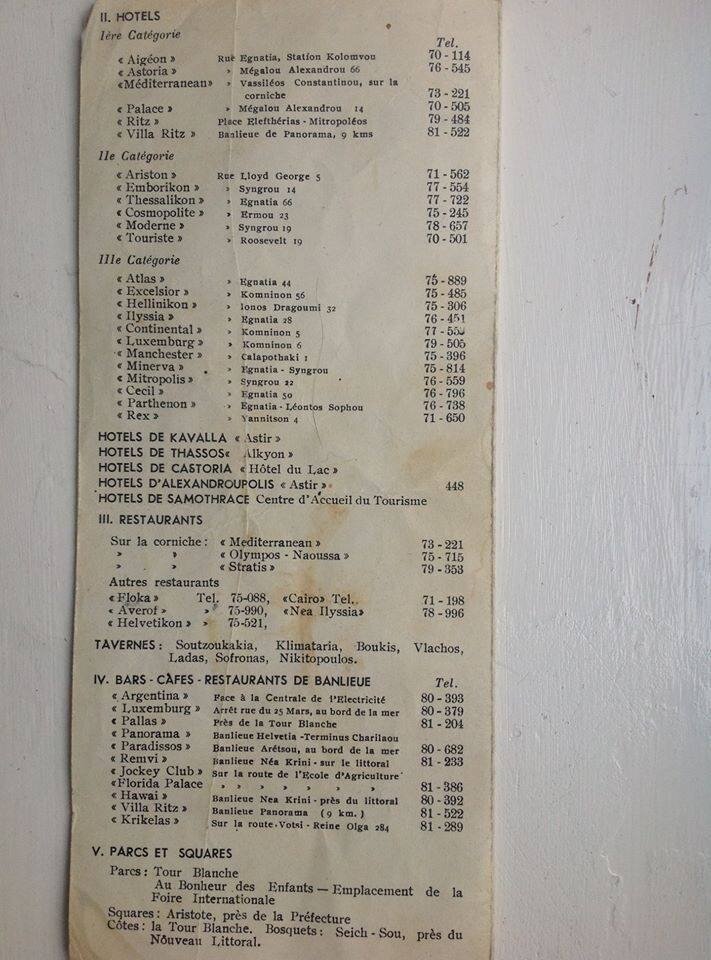 II. HOTELS
Ière Catégorie Tel.
« Aigéon » Rue Egnatia, Station Kolomvou 70 - 114
« Astoria » » Mégalou Alexandrou 66 76 - 545
«Méditerranean» » Vassiléos Constantinou, sur la
corniche 73 - 221
« Palace » » Mégalou Alexandrou 14 70 - 505
« Ritz » Place Elefthérias - Mitropoléos 79 - 484
« Villa Ritz » Banlieue de Panorama, 9 kms 81 - 522
IIe Catégorie
« Ariston » Rue Lloyd George 5 71 - 562
« Emborikon » » Syngrou 14 77 - 554
« Thessalikon » » Egnatia 66 77 - 722
« Cosmopolite » » Ermou 23 75 - 245
« Moderne » » Syngrou 19 78 - 657
« Touriste » » Roosevelt 19 70 - 501
IIIe Catégorie
« Atlas » » Egnatia 44 75 - 889
« Excelsior » » Komninon 56 75 - 485
« Hellinikon » » Ionos Dragoumi 32 75 - 306
« Ilyssia » » Egnatia 28 76 - 451
« Continental » » Komninon 5 77 - 553
« Luxemburg » » Komninon 6 79 - 505
« Manchester » » Calapothaki 1 75 - 396
« Minerva » » Egnatia - Syngrou 75 - 814
« Mitropolis » » Syngrou 22 76 - 559
« Cecil » » Egnatia 50 76 - 796
« Parthenon » » Egnatia - Léontos Sophou 76 - 738
« Rex » » Yannitson 4 71 - 650
HOTELS DE KAVALLA « Astir »
HOTELS DE THASSOS« Alkyon »
HOTELS DE CASTORIA « Hôtel du Lac »
HOTELS D'ALEXANDROUPOLIS « Astir » 448
HOTELS DE SAMOTHRACE Centre d'Accueil du Tourisme
III. RESTAURANTS
Sur la corniche : « Mediterranean » 73 - 221
» » « Olympos - Naoussa » 75 - 715
» » « Stratis » 79 - 353
Autres restaurants
« Floka » Tel. 75-088, «Cairo» Tel. 71 - 198
« Averof » » 75-990, «Nea Ilyssia» 78 - 996
« Helvetikon » » 75-521,
TAVERNES : Soutzoukakia, Klimataria, Boukis, Vlachos,
Ladas, Sofronas, Nikitopoulos.
IV. BARS - CAFES - RESTAURANTS DE BANLIEUE Tel.
« Argentina » Face à la Centrale de l'Electricité 80 - 393
« Luxemburg » Arrêt rue du 25 Mars, au bord de la mer 80 - 379
« Pallas » Près de la Tour Blanche 81 - 204
« Panorama » Banlieue Helvetia -Terminus Charilaou
« Paradissos » Banlieue Arétsou, au bord de la mer 80 - 682
« Remvi » Banlieue Néa Krini - sur le littoral 81 - 233
« Jockey Club » Sur la route de l'Ecole d'Agriculture
«Florida Palace » » » » » » 81 - 386
« Hawai » Banlieue Nea Krini - près du littoral 80 - 392
« Villa Ritz » Banlieue Panorama ( 9 km. ) 81 - 522
« Krikelas » Sur la route Votsi - Reine Olga 284 81 - 289
V. PARCS ET SQUARES
Parcs : Tour Blanche
Au Bonheur des Enfants — Emplacement de la
Foire Internationale
Squares : Aristote, près de la Préfecture
Côtes : la Tour Blanche. Bosquets : Seich - Sou, près du
Nouveau Littoral.